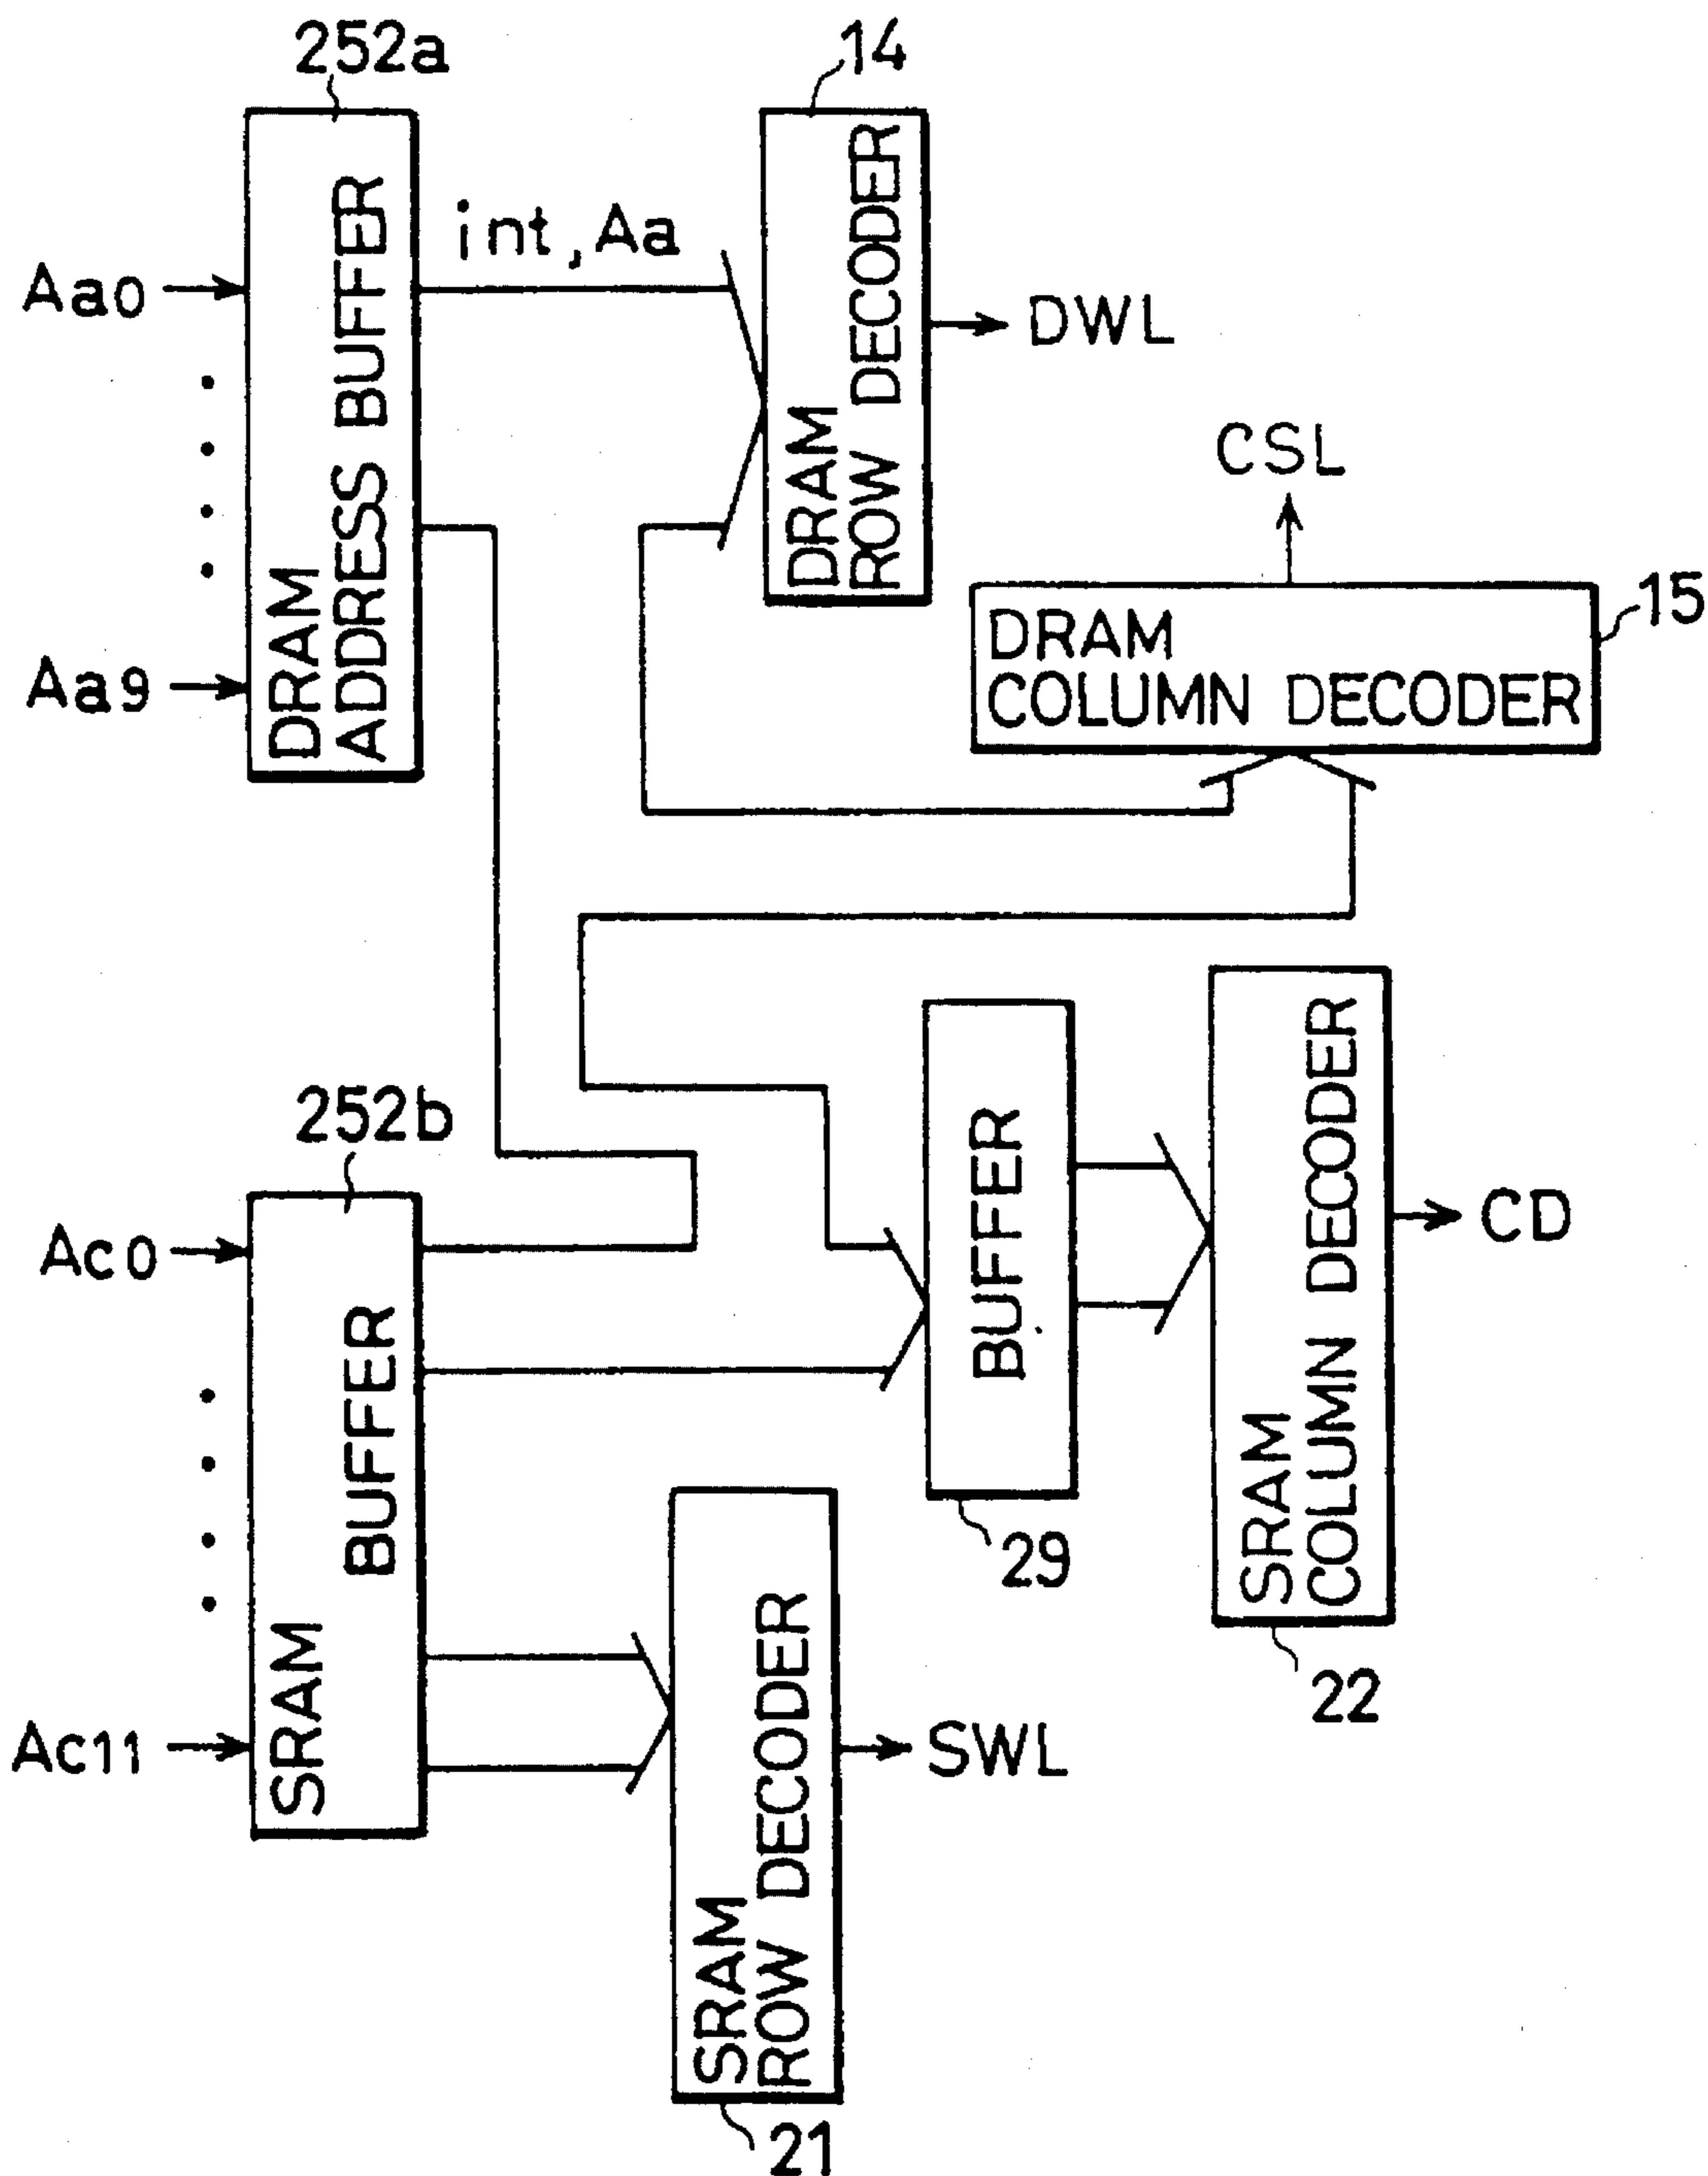 252a
14
Aa0
Aa9
DRAM
ADDRESS BUFFER
int,Aa
DRAM
ROW DECODER
DWL
CSL
15
DRAM
COLUMN DECODER
252b
Ac0
Ac11
SRAM
BUFFER
BUFFER
29
SRAM
COLUMN DECODER
CD
22
SRAM
ROW DECODER
SWL
21